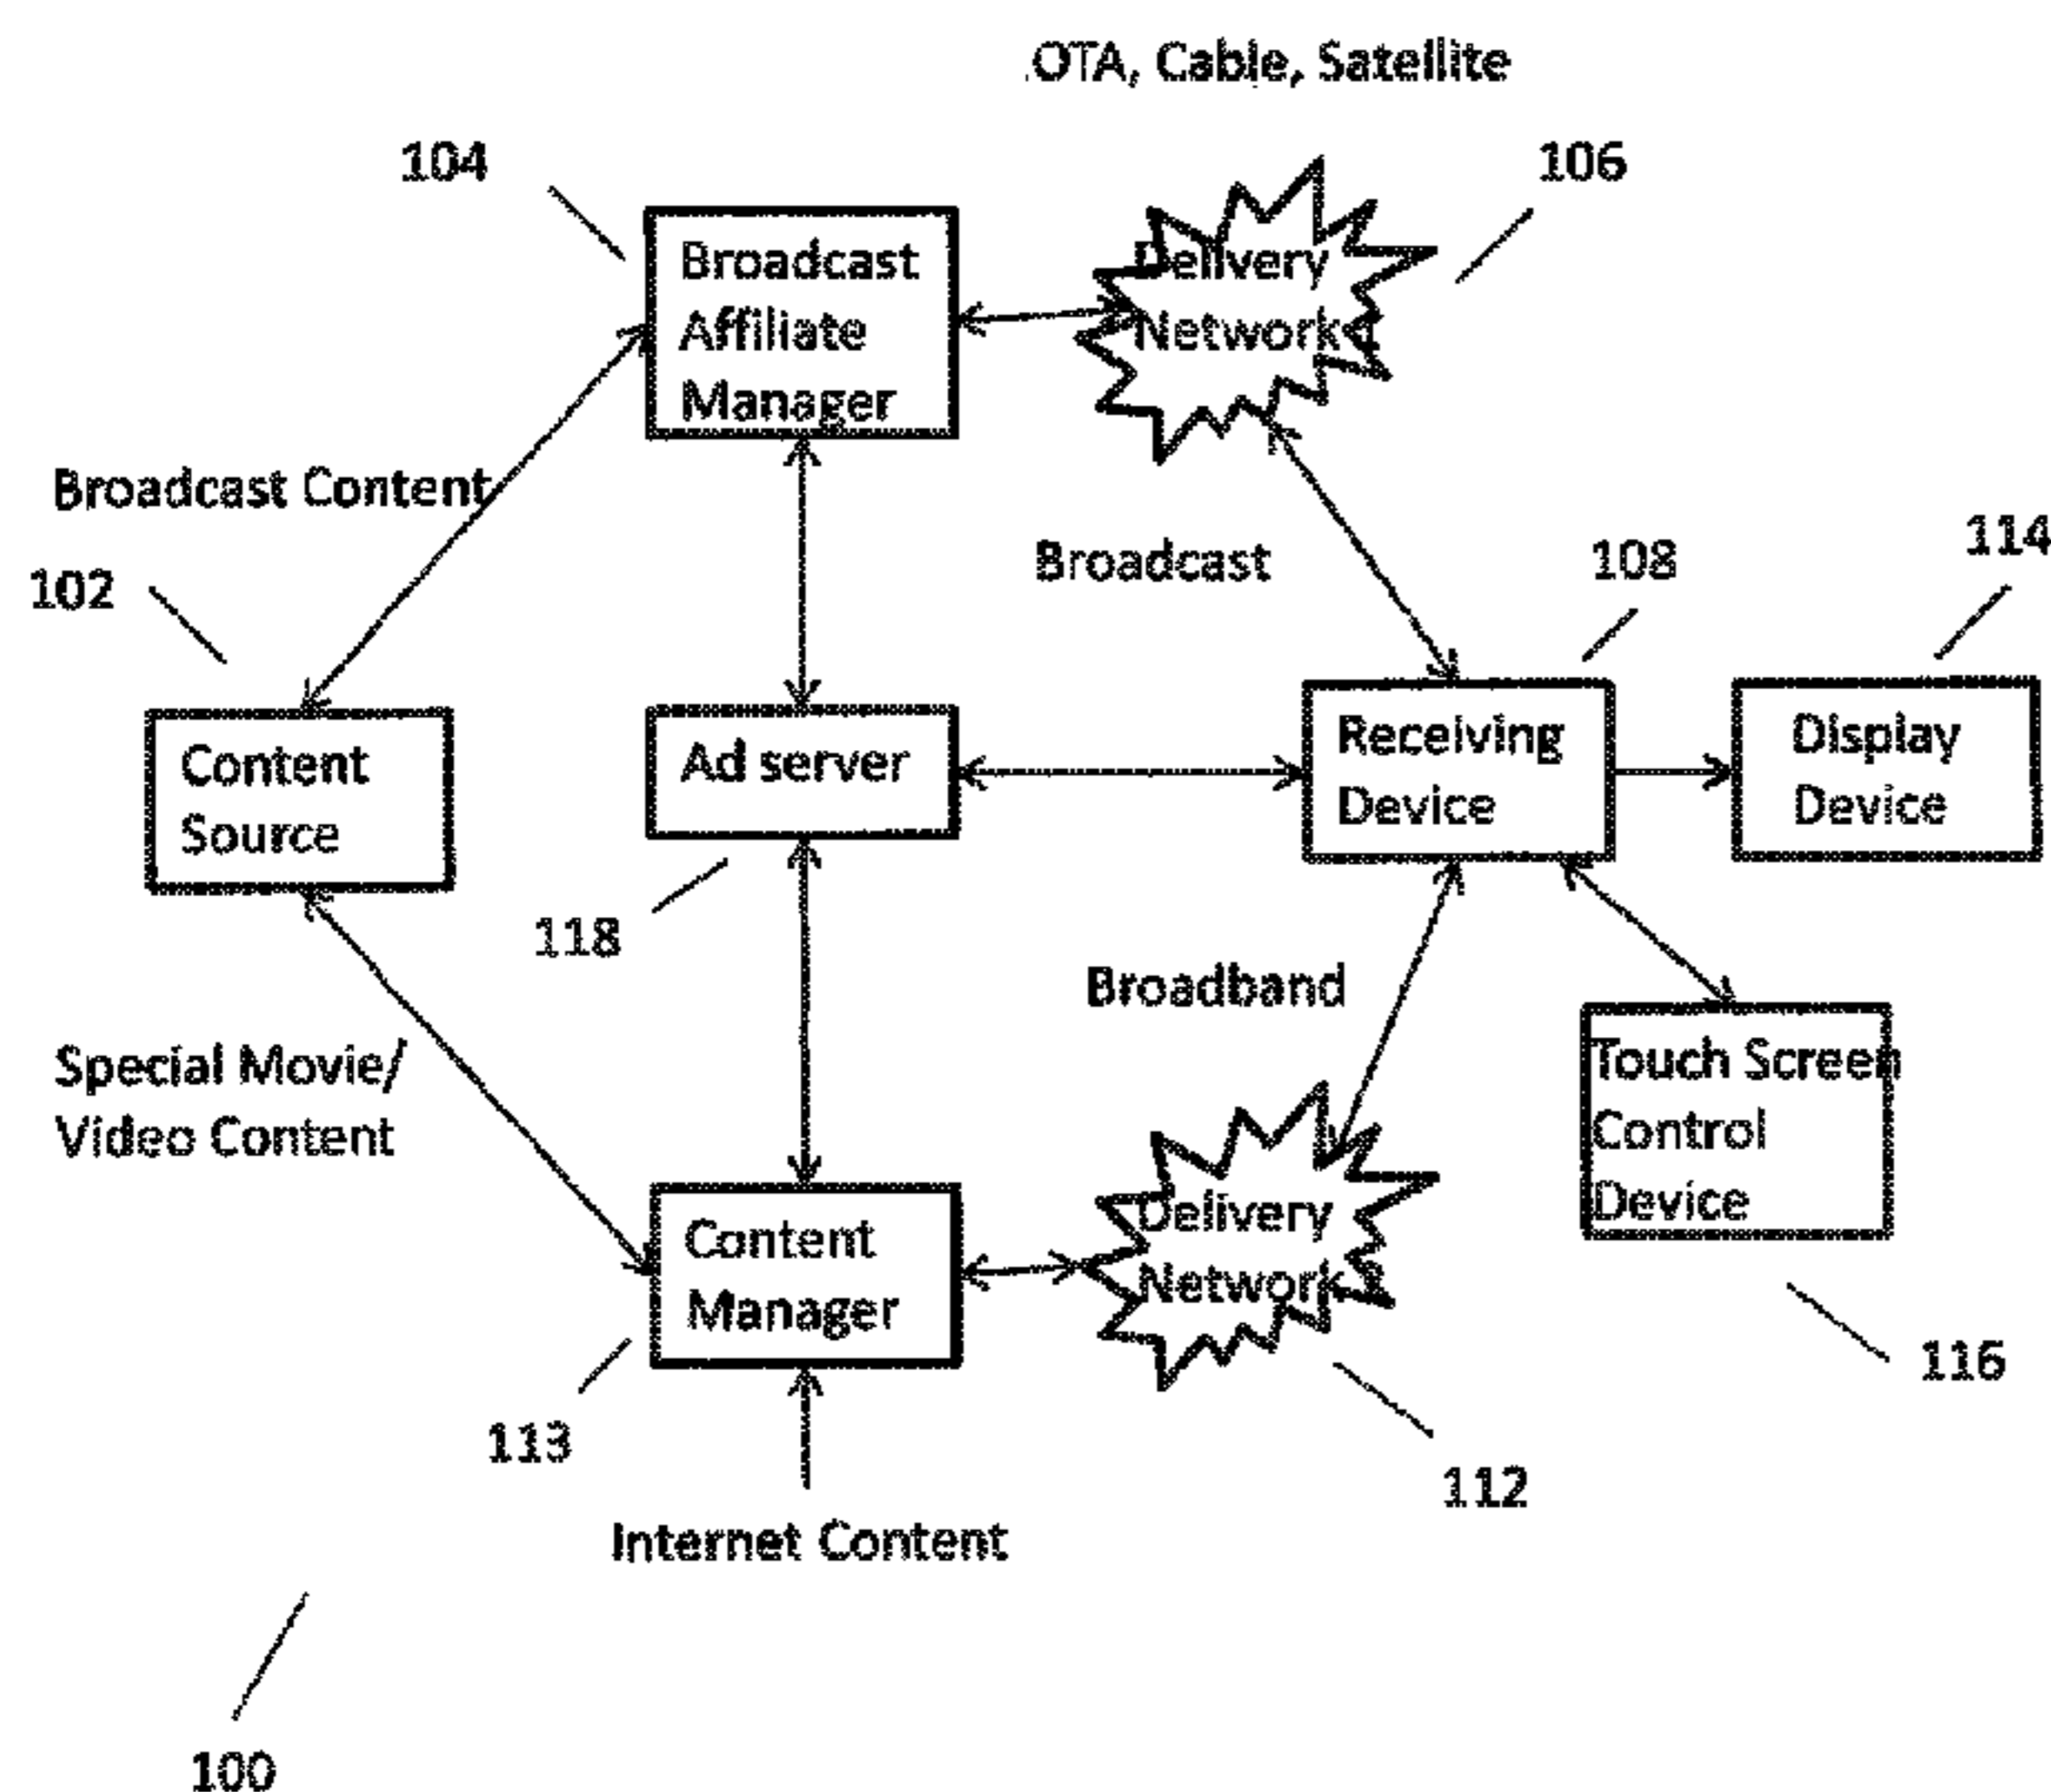 OTA, Cable, Satellite
104
106
Broadcast
Affiliate
Manager
Delivery
Network 1
Broadcast Content
Broadcast
102
108
114
Content
Source
Ad server
Receiving
Device
Display
Device
118
Broadband
Special Movie/
Video Content
Touch Screen
Control
Device
Content
Manager
Delivery
Network 2
116
113
112
Internet Content
100